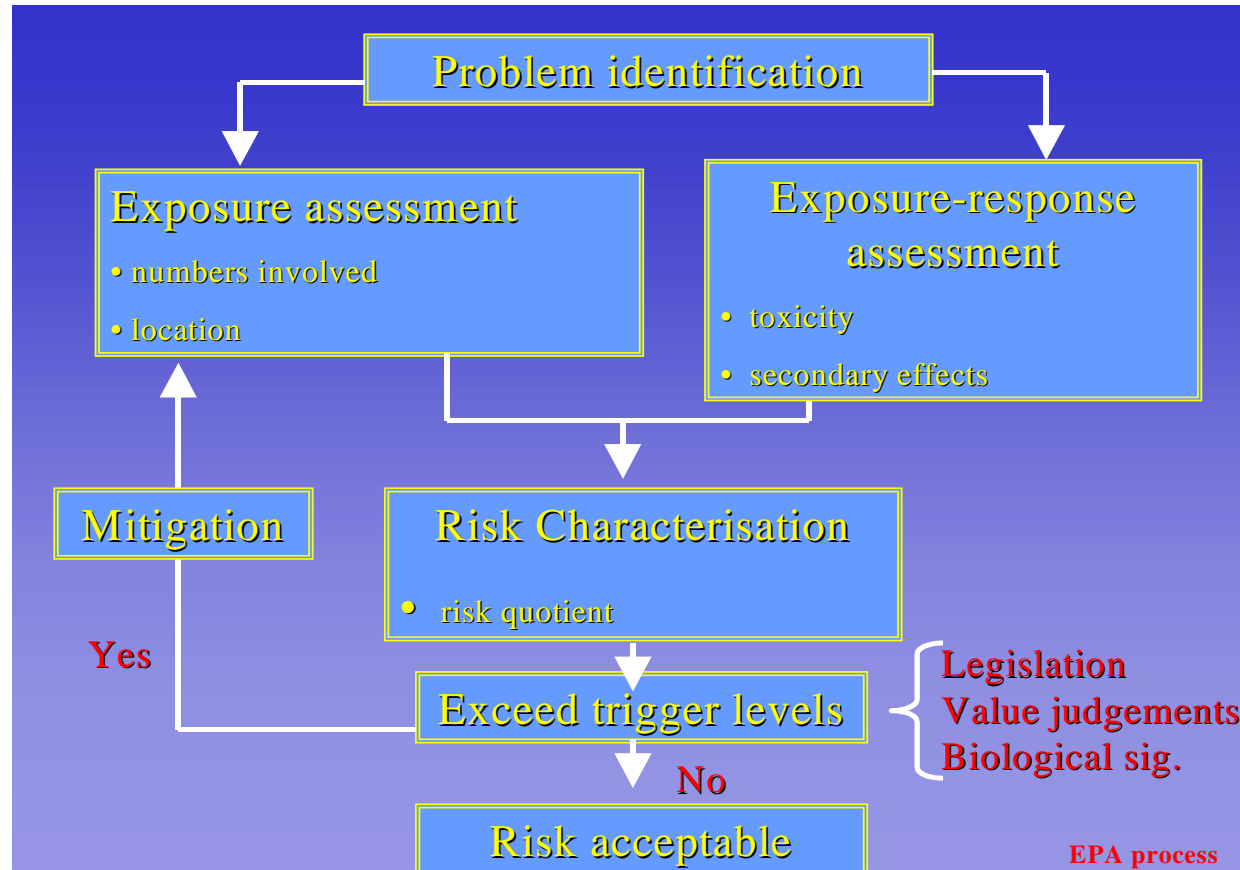 Problem identification
Exposure assessment
• numbers involved
• location
Exposure-response
assessment
• toxicity
• secondary effects
Mitigation
Risk Characterisation
• risk quotient
Yes
Exceed trigger levels
Legislation
Value judgements
Biological sig.
No
Risk acceptable
EPA process